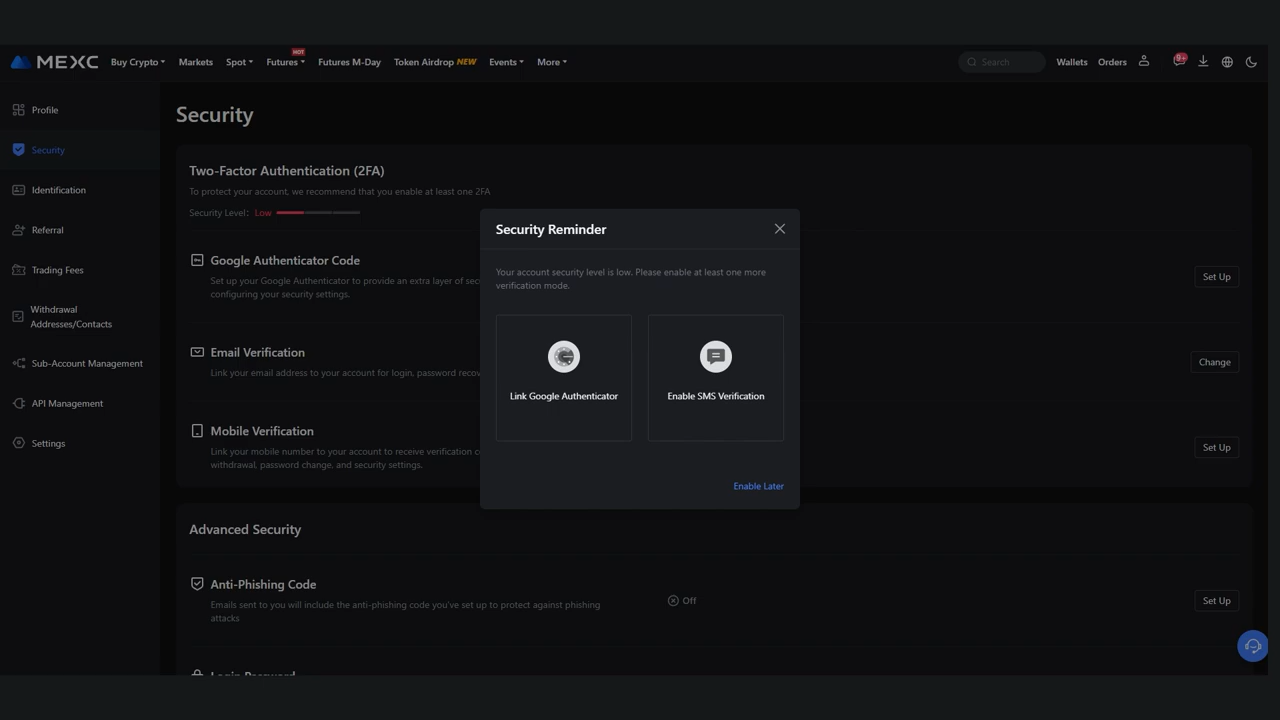 MEXC Buy Crypto Markets Spot Futures HOT Futures M-Day Token Airdrop NEW Events More Search Wallets Orders 9+
Profile
Security
Identification
Referral
Trading Fees
Withdrawal
Addresses/Contacts
Sub-Account Management
API Management
Settings
Security
Two-Factor Authentication (2FA)
To protect your account, we recommend that you enable at least one 2FA
Security Level: Low
Google Authenticator Code
Set up your Google Authenticator to provide an extra layer of
configuring your security settings.
Set Up
Email Verification
Link your email address to your account for login, password
Change
Mobile Verification
Link your mobile number to your account to receive verification
withdrawal, password change, and security settings.
Set Up
Security Reminder
Your account security level is low. Please enable at least one more
verification mode.
Link Google Authenticator
Enable SMS Verification
Enable Later
Advanced Security
Anti-Phishing Code
Emails sent to you will include the anti-phishing code you've set up to protect against phishing
attacks
Off
Set Up
Login Password